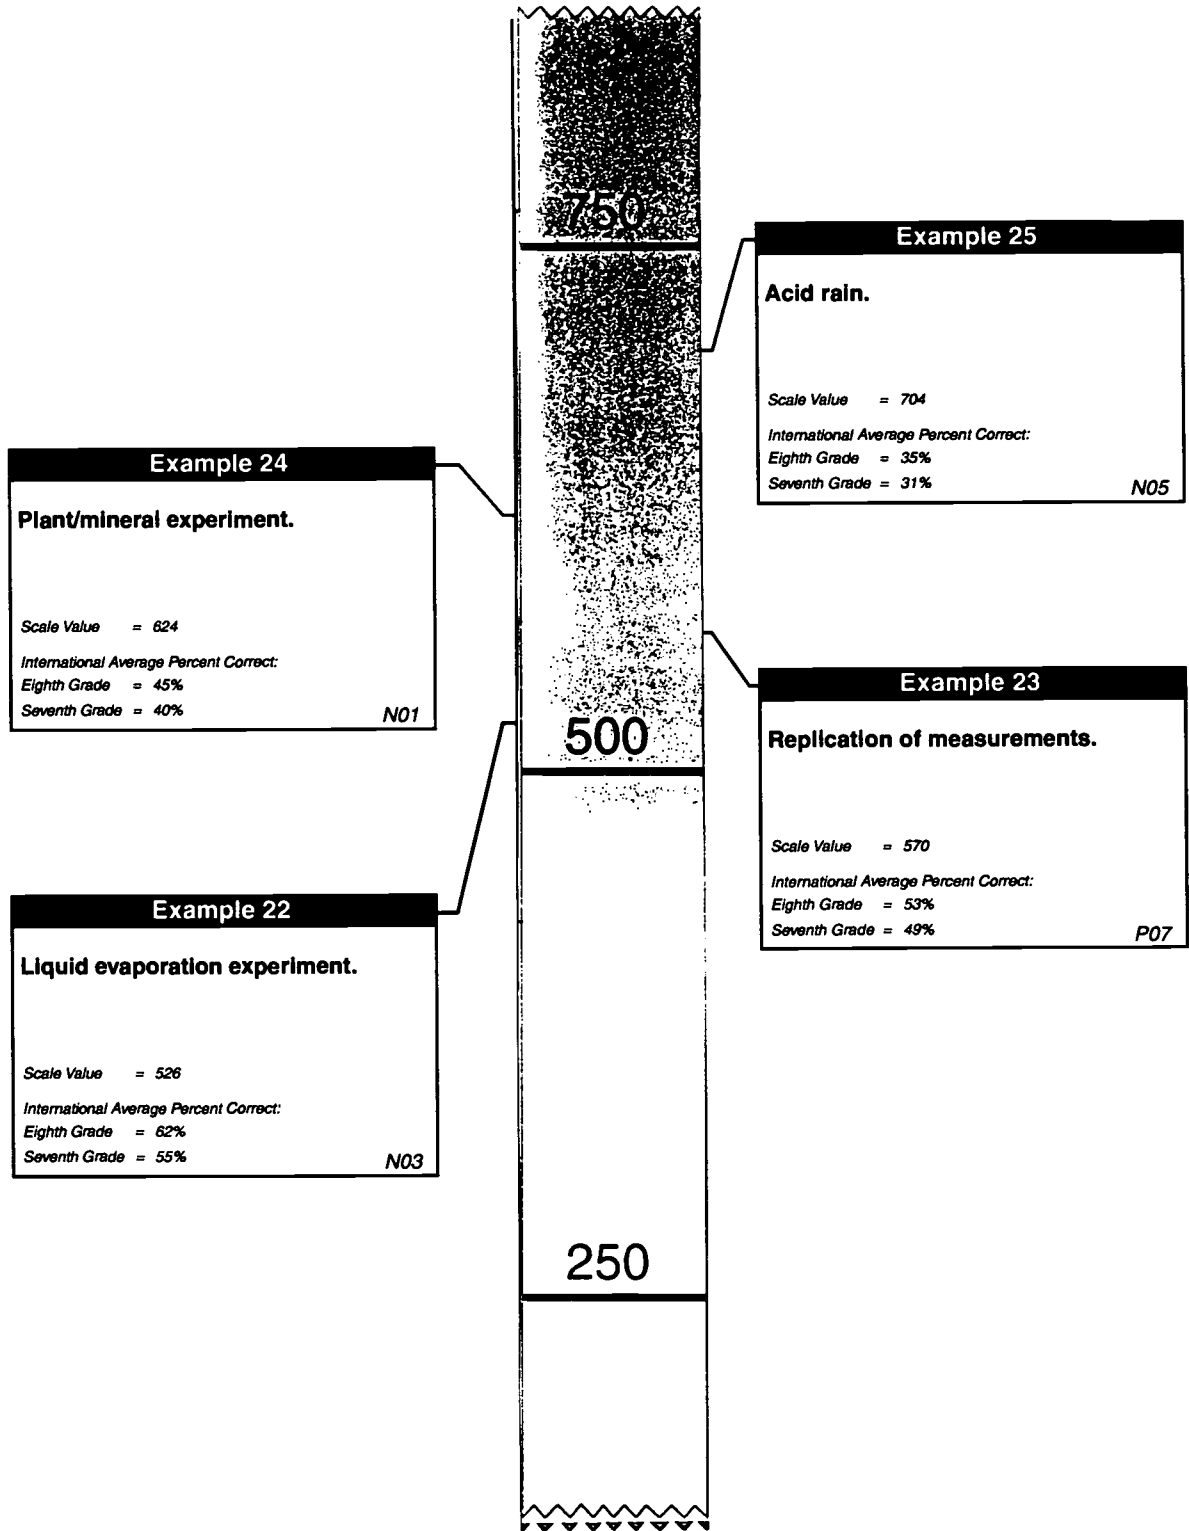 750
Example 25
Acid rain.
Scale Value = 704
International Average Percent Correct:
Eighth Grade = 35%
Seventh Grade = 31%
N05
Example 24
Plant/mineral experiment.
Scale Value = 624
International Average Percent Correct:
Eighth Grade = 45%
Seventh Grade = 40%
N01
500
Example 23
Replication of measurements.
Scale Value = 570
International Average Percent Correct:
Eighth Grade = 53%
Seventh Grade = 49%
P07
Example 22
Liquid evaporation experiment.
Scale Value = 526
International Average Percent Correct:
Eighth Grade = 62%
Seventh Grade = 55%
N03
250